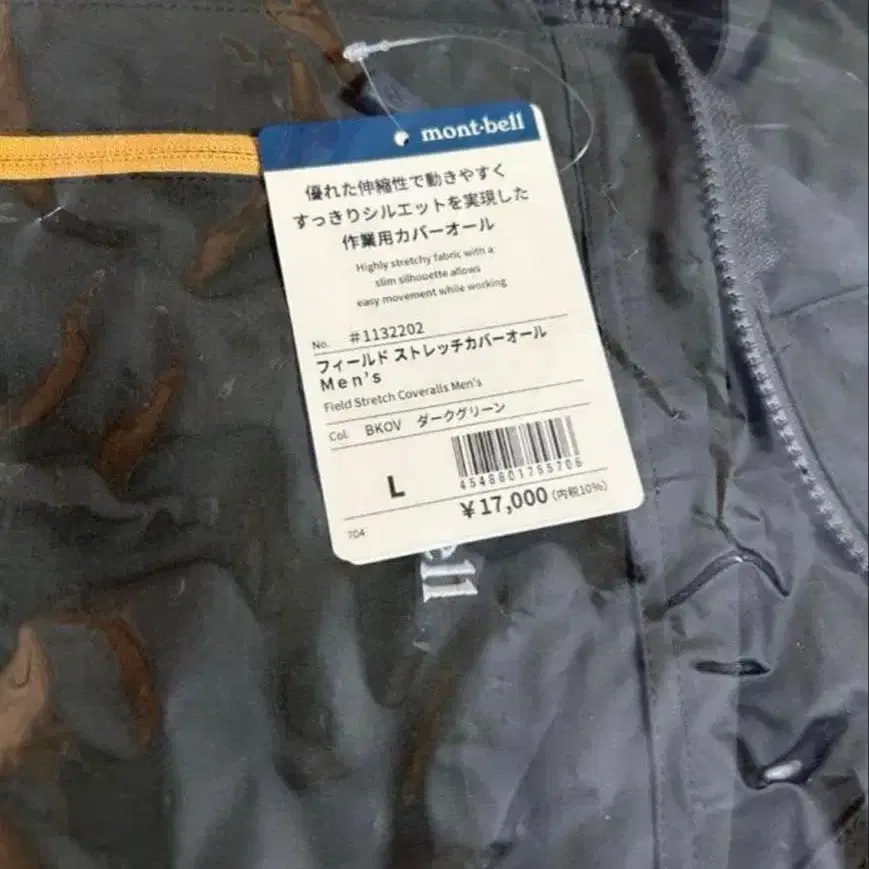 mont-bell
優れた伸縮性で動きやすく
すっきりシルエットを実現した
作業用カバーオール
Highly stretchy fabric with a
slim silhouette allows
easy movement while working
No. #1132202
フィールド ストレッチカバーオール
Men's
Field Stretch Coveralls Men's
Col. BKOV ダークグリーン
L
4548801755706
¥17,000(内税10%)
704
ell